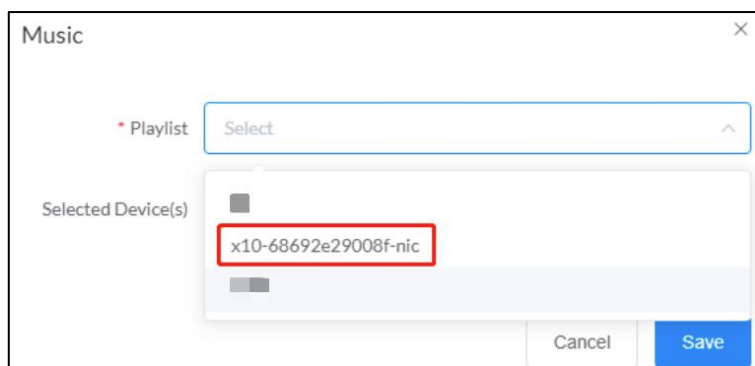 Music
* Playlist
Select
Selected Device(s)
x10-68692e29008f-nic
Cancel
Save